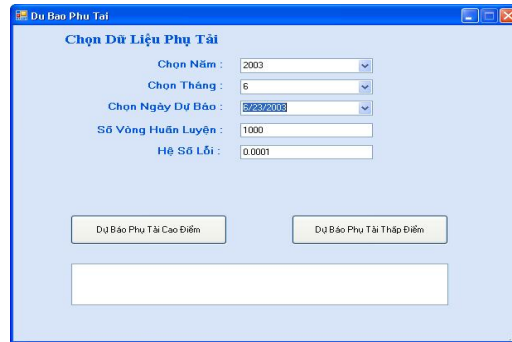 Du Bao Phu Tai
Chọn Dữ Liệu Phụ Tải
Chọn Năm : 2003
Chọn Tháng : 6
Chọn Ngày Dự Báo : 6/23/2003
Số Vòng Huấn Luyện : 1000
Hệ Số Lỗi : 0.0001
Dự Báo Phụ Tải Cao Điểm Dự Báo Phụ Tải Thấp Điểm